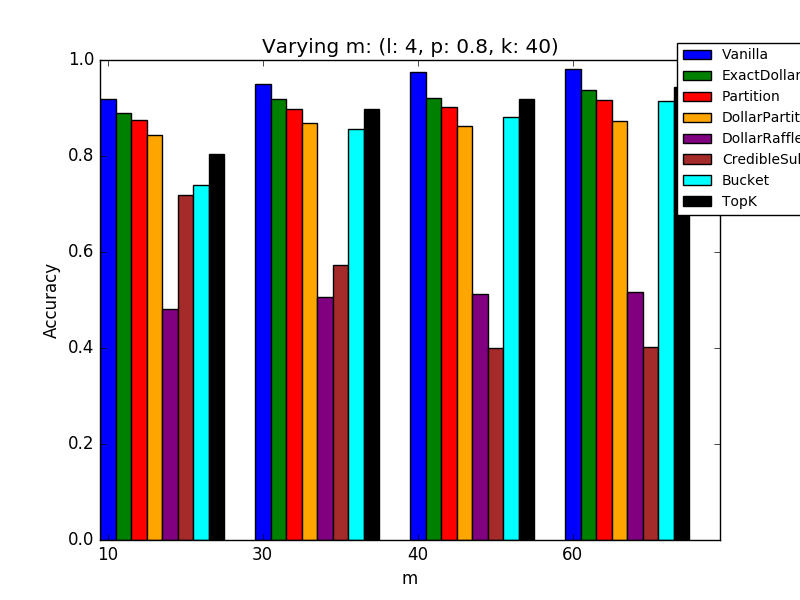 Varying m: (l: 4, p: 0.8, k: 40)
1.0
0.8
0.6
0.4
0.2
0.0
Accuracy
10 30 40 60
m
Vanilla
ExactDollar
Partition
DollarPartit
DollarRaffle
CredibleSu
Bucket
TopK